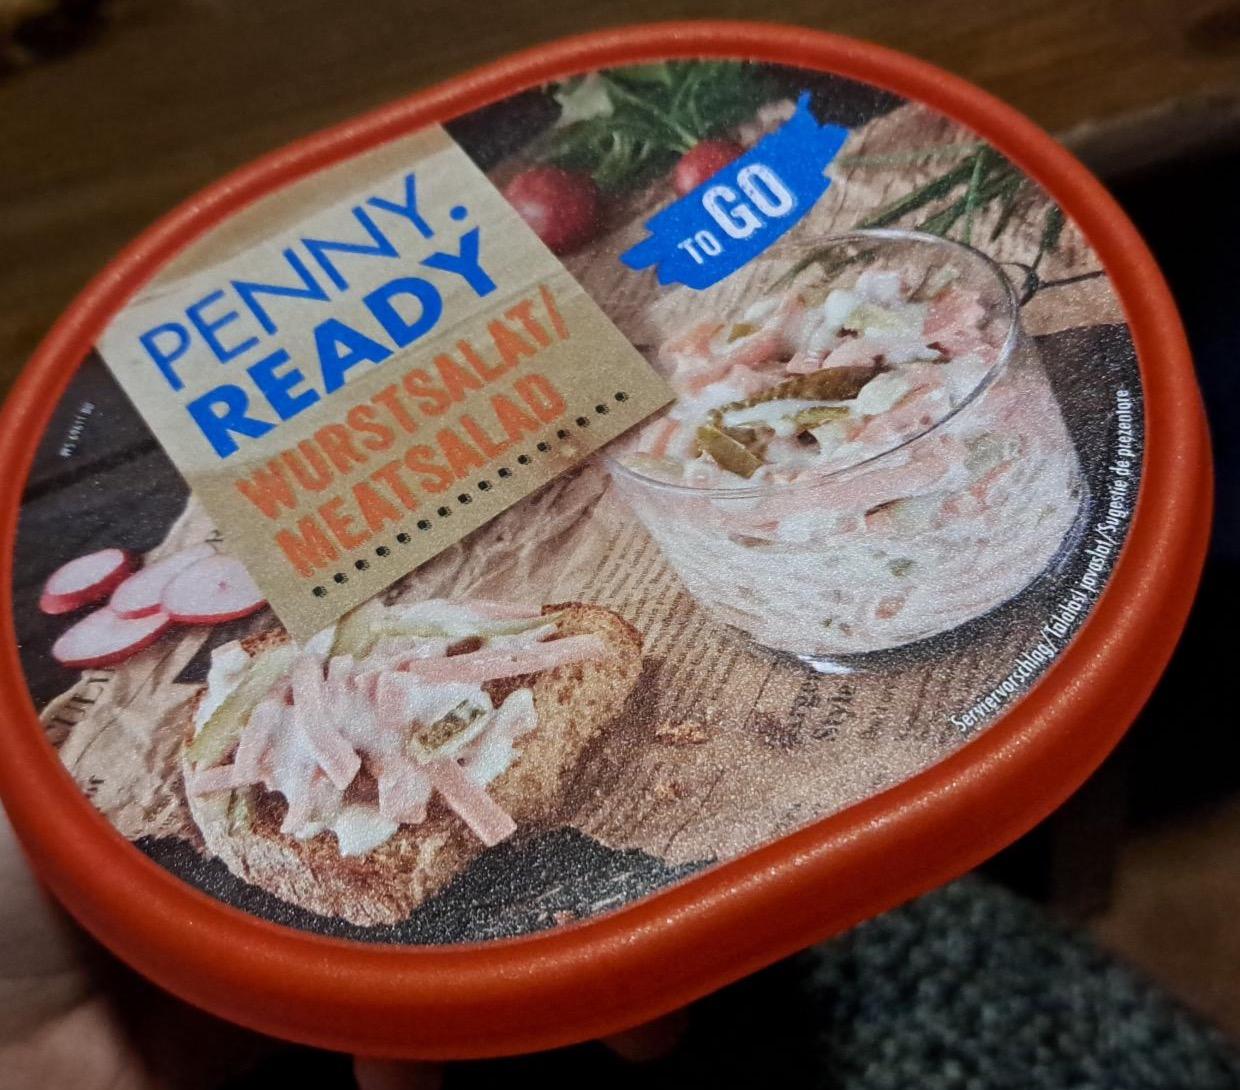 PENNY.
READY
WURSTSALAT/
MEATSALAD
TO GO
Serviervorschlag/Tálalási javaslat/Sugestie de prezentare